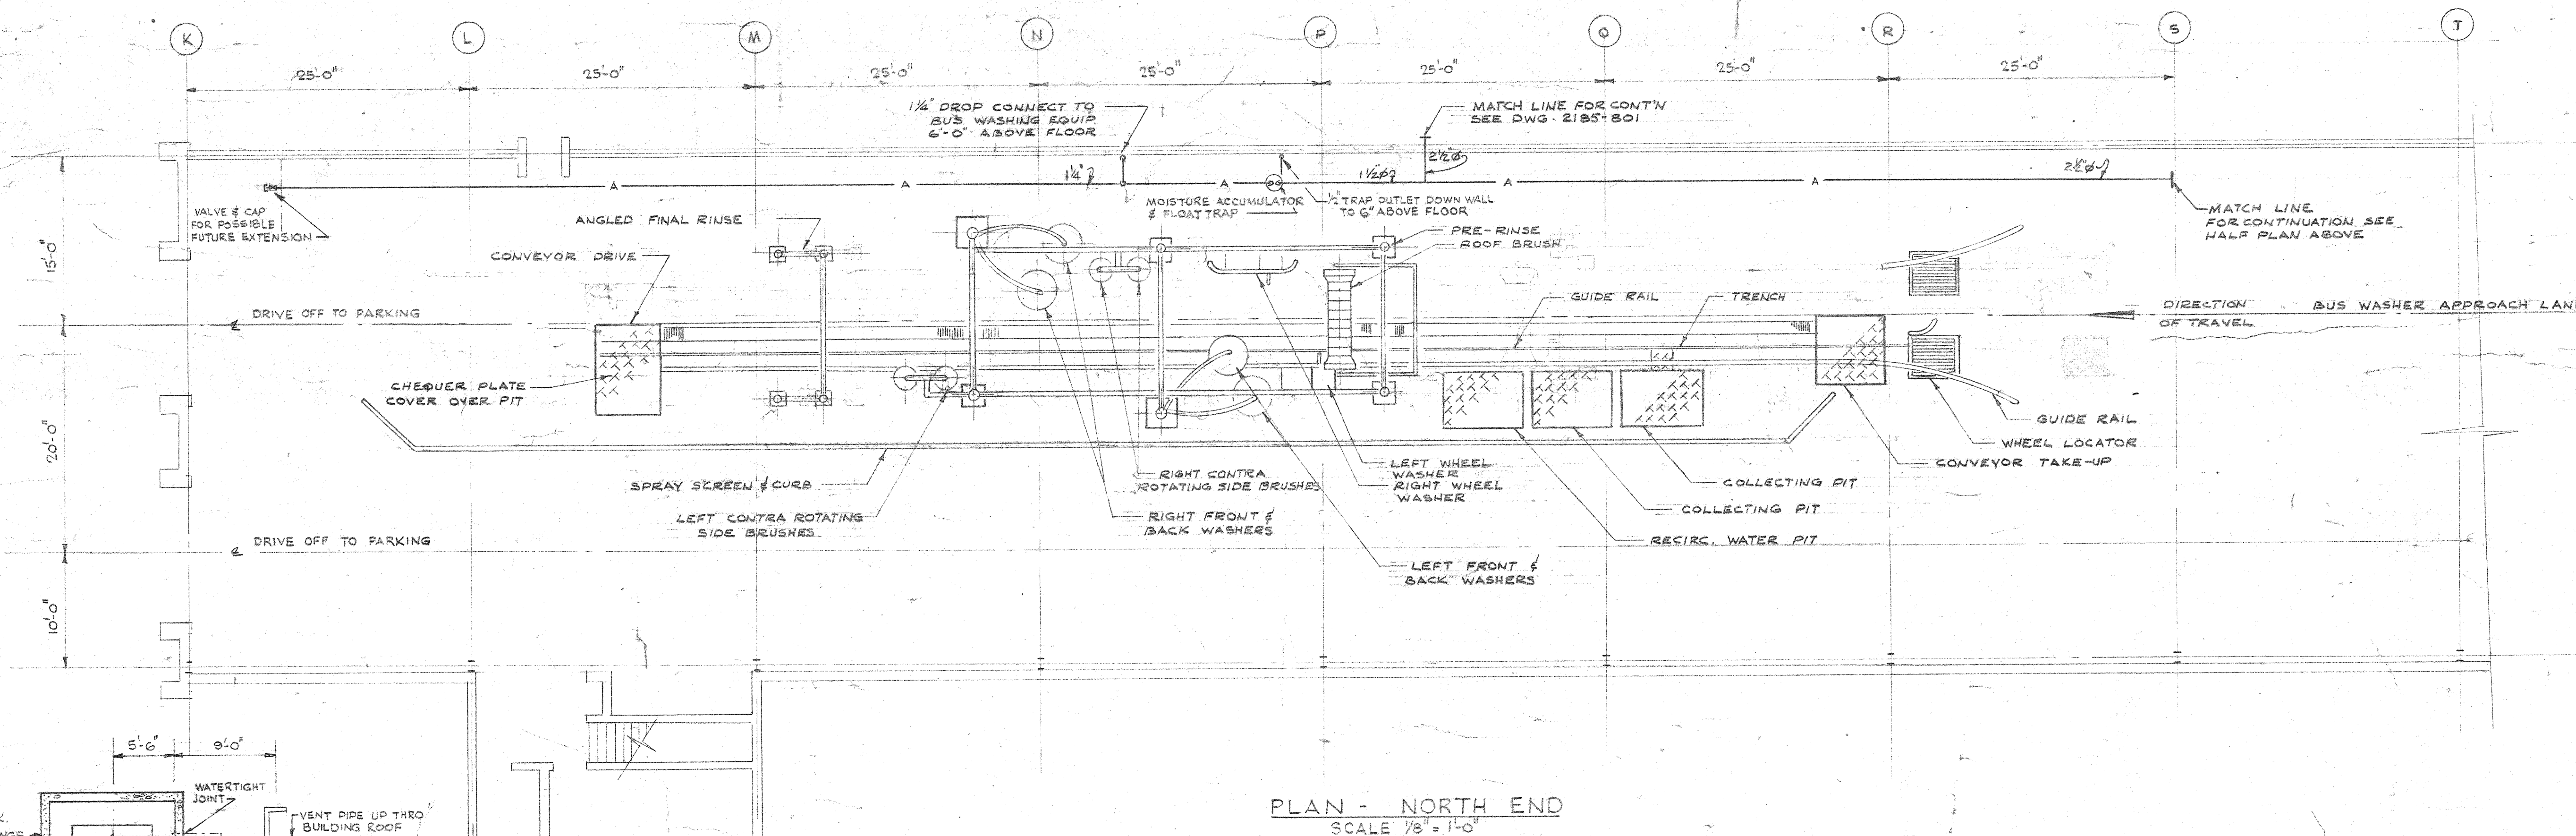 K L M N P Q R S T
25'-0" 25'-0" 25'-0" 25'-0" 25'-0" 25'-0" 25'-0"
1¼" DROP CONNECT TO
BUS WASHING EQUIP.
6'-0" ABOVE FLOOR
MATCH LINE FOR CONT'N
SEE DWG. 2185-801
2½"Ø
1¼"
1½Ø
2½"Ø
A A A A A
VALVE & CAP
FOR POSSIBLE
FUTURE EXTENSION
MOISTURE ACCUMULATOR
& FLOAT TRAP
½" TRAP OUTLET DOWN WALL
TO 6" ABOVE FLOOR
MATCH LINE
FOR CONTINUATION SEE
HALF PLAN ABOVE
ANGLED FINAL RINSE
PRE-RINSE
ROOF BRUSH
CONVEYOR DRIVE
15'-0"
GUIDE RAIL
TRENCH
DIRECTION
OF TRAVEL
BUS WASHER APPROACH LAN
℄ DRIVE OFF TO PARKING
CHEQUER PLATE
COVER OVER PIT
20'-0"
GUIDE RAIL
WHEEL LOCATOR
CONVEYOR TAKE-UP
SPRAY SCREEN & CURB
RIGHT CONTRA
ROTATING SIDE BRUSHES
LEFT WHEEL
WASHER
RIGHT WHEEL
WASHER
COLLECTING PIT
COLLECTING PIT
LEFT CONTRA ROTATING
SIDE BRUSHES
RIGHT FRONT &
BACK WASHERS
RECIRC. WATER PIT
℄ DRIVE OFF TO PARKING
LEFT FRONT &
BACK WASHERS
10'-0"
5'-6" 9'-0"
WATERTIGHT
JOINT
VENT PIPE UP THRO
BUILDING ROOF
PLAN - NORTH END
SCALE ⅛" = 1'-0"